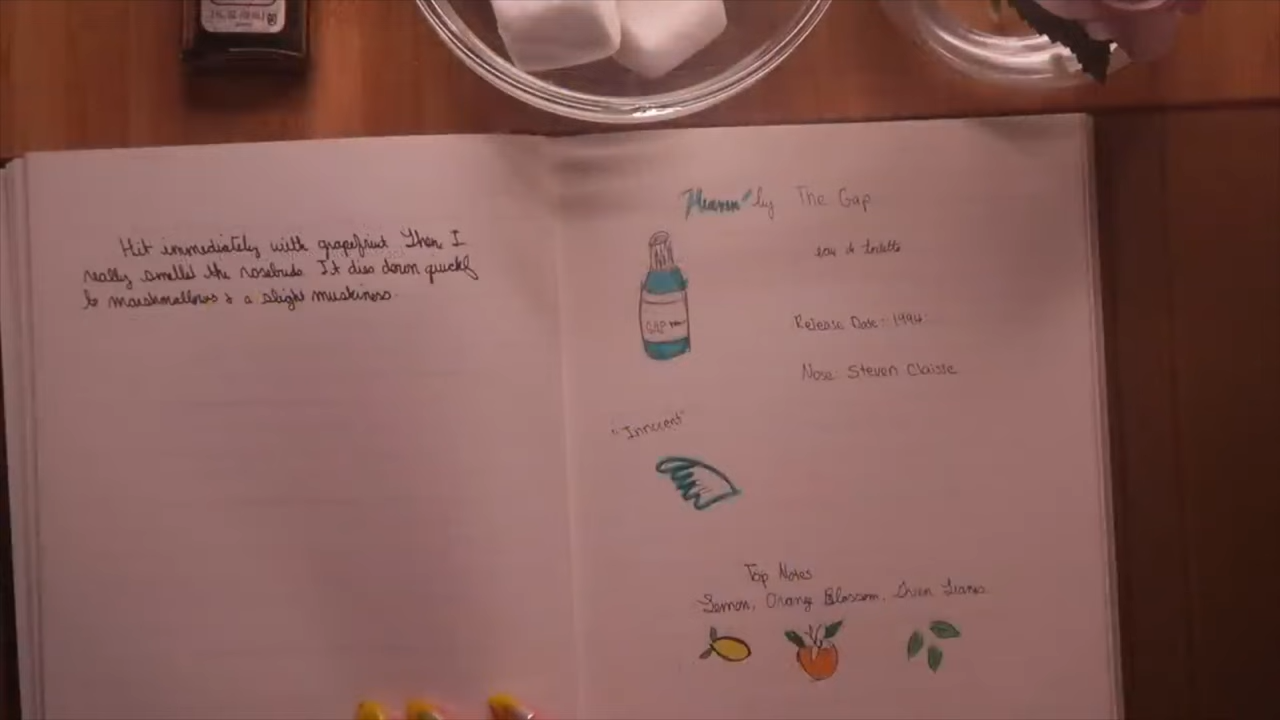 Hit immediately with grapefruit. Then I
really smelled the rosebuds. It dies down quickly
to marshmallows & a slight muskiness.
Heaven by The Gap
eau de toilette
GAP
Release Date: 1994
Nose: Steven Claisse
"Innocent"
Top Notes
Lemon, Orange Blossom, Green